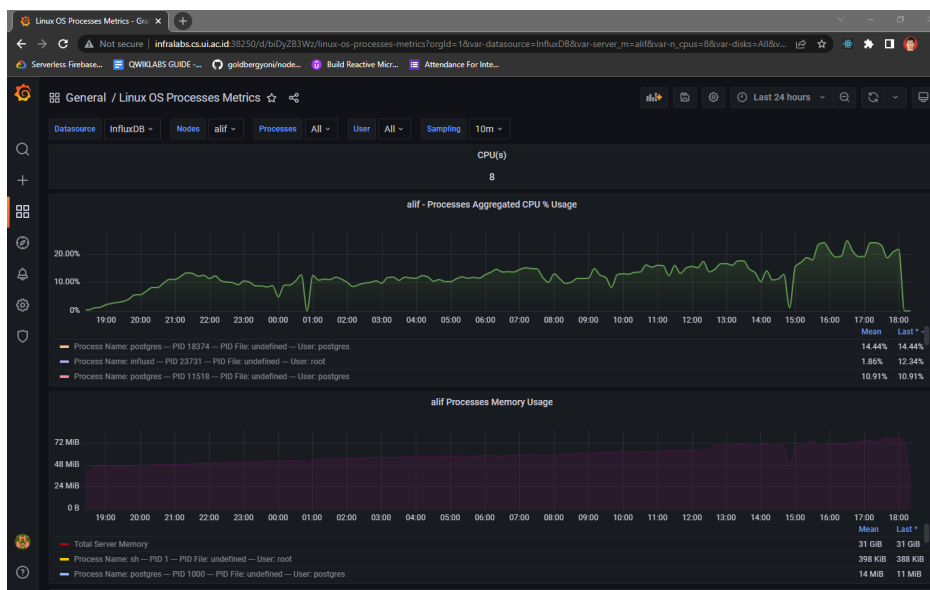 Linux OS Processes Metrics - Gra
Not secure | infralabs.cs.ui.ac.id:38250/d/biDyZB3Wz/linux-os-processes-metrics?orgId=1&var-datasource=InfluxDB&var-server_m=alif&var-n_cpus=8&var-disks=All&v...
Serverless Firebase... QWIKLABS GUIDE -... goldbergyoni/node... Build Reactive Micr... Attendance For Inte...
General / Linux OS Processes Metrics Last 24 hours
Datasource InfluxDB Nodes alif Processes All User All Sampling 10m
CPU(s)
8
alif - Processes Aggregated CPU % Usage
20.00%
10.00%
0%
19:00 20:00 21:00 22:00 23:00 00:00 01:00 02:00 03:00 04:00 05:00 06:00 07:00 08:00 09:00 10:00 11:00 12:00 13:00 14:00 15:00 16:00 17:00 18:00
Mean Last *
Process Name: postgres — PID 18374 — PID File: undefined — User: postgres 14.44% 14.44%
Process Name: influxd — PID 23731 — PID File: undefined — User: root 1.86% 12.34%
Process Name: postgres — PID 11518 — PID File: undefined — User: postgres 10.91% 10.91%
alif Processes Memory Usage
72 MiB
48 MiB
24 MiB
0 B
19:00 20:00 21:00 22:00 23:00 00:00 01:00 02:00 03:00 04:00 05:00 06:00 07:00 08:00 09:00 10:00 11:00 12:00 13:00 14:00 15:00 16:00 17:00 18:00
Mean Last *
Total Server Memory 31 GiB 31 GiB
Process Name: sh — PID 1 — PID File: undefined — User: root 398 KiB 388 KiB
Process Name: postgres — PID 1000 — PID File: undefined — User: postgres 14 MiB 11 MiB